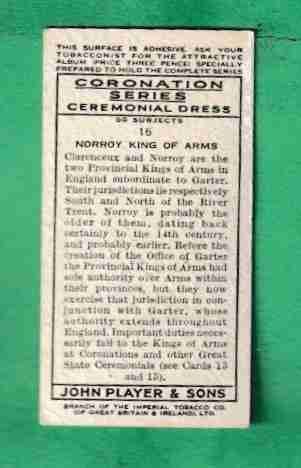 THIS SURFACE IS ADHESIVE. ASK YOUR
TOBACCONIST FOR THE ATTRACTIVE
ALBUM PRICE THREE PENCE: SPECIALLY
PREPARED TO HOLD THE COMPLETE SERIES
CORONATION
SERIES
CEREMONIAL DRESS
50 SUBJECTS
16
NORROY KING OF ARMS
Clarenceux and Norroy are the
two Provincial Kings of Arms in
England subordinate to Garter.
Their jurisdictions lie respectively
South and North of the River
Trent. Norroy is probably the
older of them, dating back
certainly to the 14th century,
and probably earlier. Before the
creation of the Office of Garter
the Provincial Kings of Arms had
sole authority over Arms within
their provinces, but they now
exercise that jurisdiction in con-
junction with Garter, whose
authority extends throughout
England. Important duties neces-
sarily fall to the Kings of Arms
at Coronations and other Great
State Ceremonials (see Cards 13
and 15).
JOHN PLAYER & SONS
BRANCH OF THE IMPERIAL TOBACCO CO.
(OF GREAT BRITAIN & IRELAND), LTD.